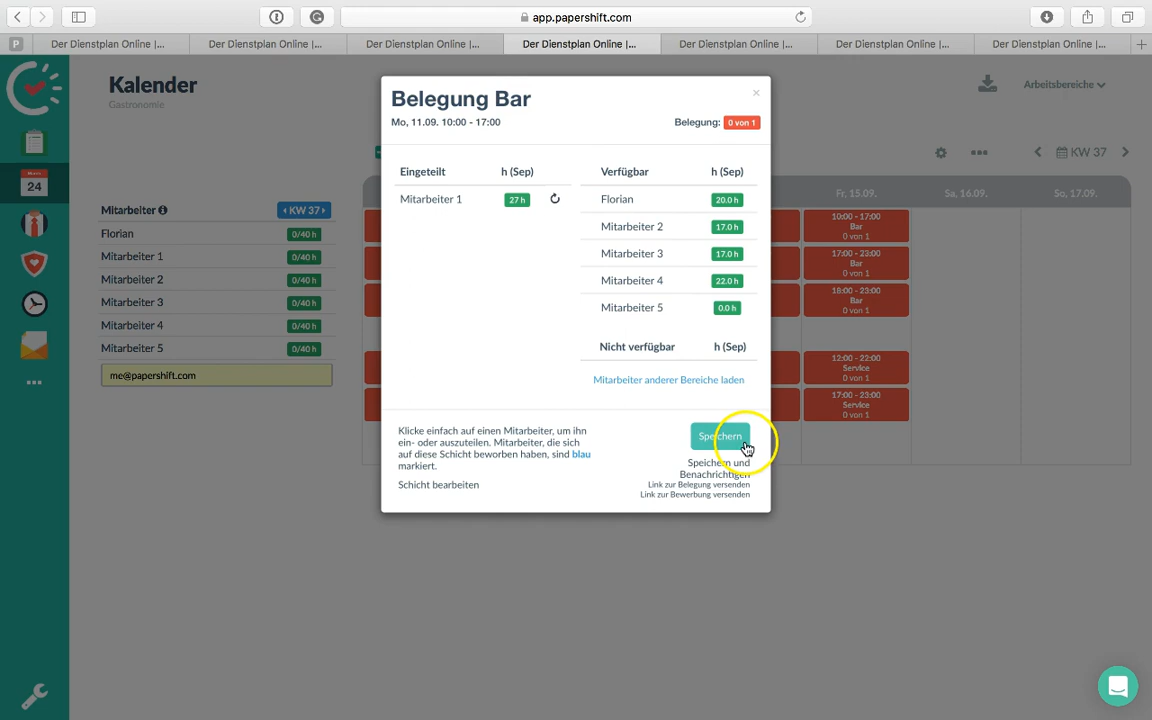 app.papershift.com
P
Der Dienstplan Online |...
Der Dienstplan Online |...
Der Dienstplan Online |...
Der Dienstplan Online |...
Der Dienstplan Online |...
Der Dienstplan Online |...
Der Dienstplan Online |...
Kalender
Gastronomie
Arbeitsbereiche
24
KW 37
Mitarbeiter
KW 37
Florian 0/40 h
Mitarbeiter 1 0/40 h
Mitarbeiter 2 0/40 h
Mitarbeiter 3 0/40 h
Mitarbeiter 4 0/40 h
Mitarbeiter 5 0/40 h
me@papershift.com
Belegung Bar
Mo, 11.09. 10:00 - 17:00
Belegung: 0 von 1
Eingeteilt h (Sep)
Mitarbeiter 1 27 h
Verfügbar h (Sep)
Florian 20.0 h
Mitarbeiter 2 17.0 h
Mitarbeiter 3 17.0 h
Mitarbeiter 4 22.0 h
Mitarbeiter 5 0.0 h
Nicht verfügbar h (Sep)
Mitarbeiter anderer Bereiche laden
Klicke einfach auf einen Mitarbeiter, um ihn
ein- oder auszuteilen. Mitarbeiter, die sich
auf diese Schicht beworben haben, sind blau
markiert.
Schicht bearbeiten
Speichern
Speichern und
Benachrichtigen
Link zur Belegung versenden
Link zur Bewerbung versenden
Fr, 15.09.
Sa, 16.09.
So, 17.09.
10:00 - 17:00
Bar
0 von 1
17:00 - 23:00
Bar
0 von 1
18:00 - 23:00
Bar
0 von 1
12:00 - 22:00
Service
0 von 1
17:00 - 23:00
Service
0 von 1